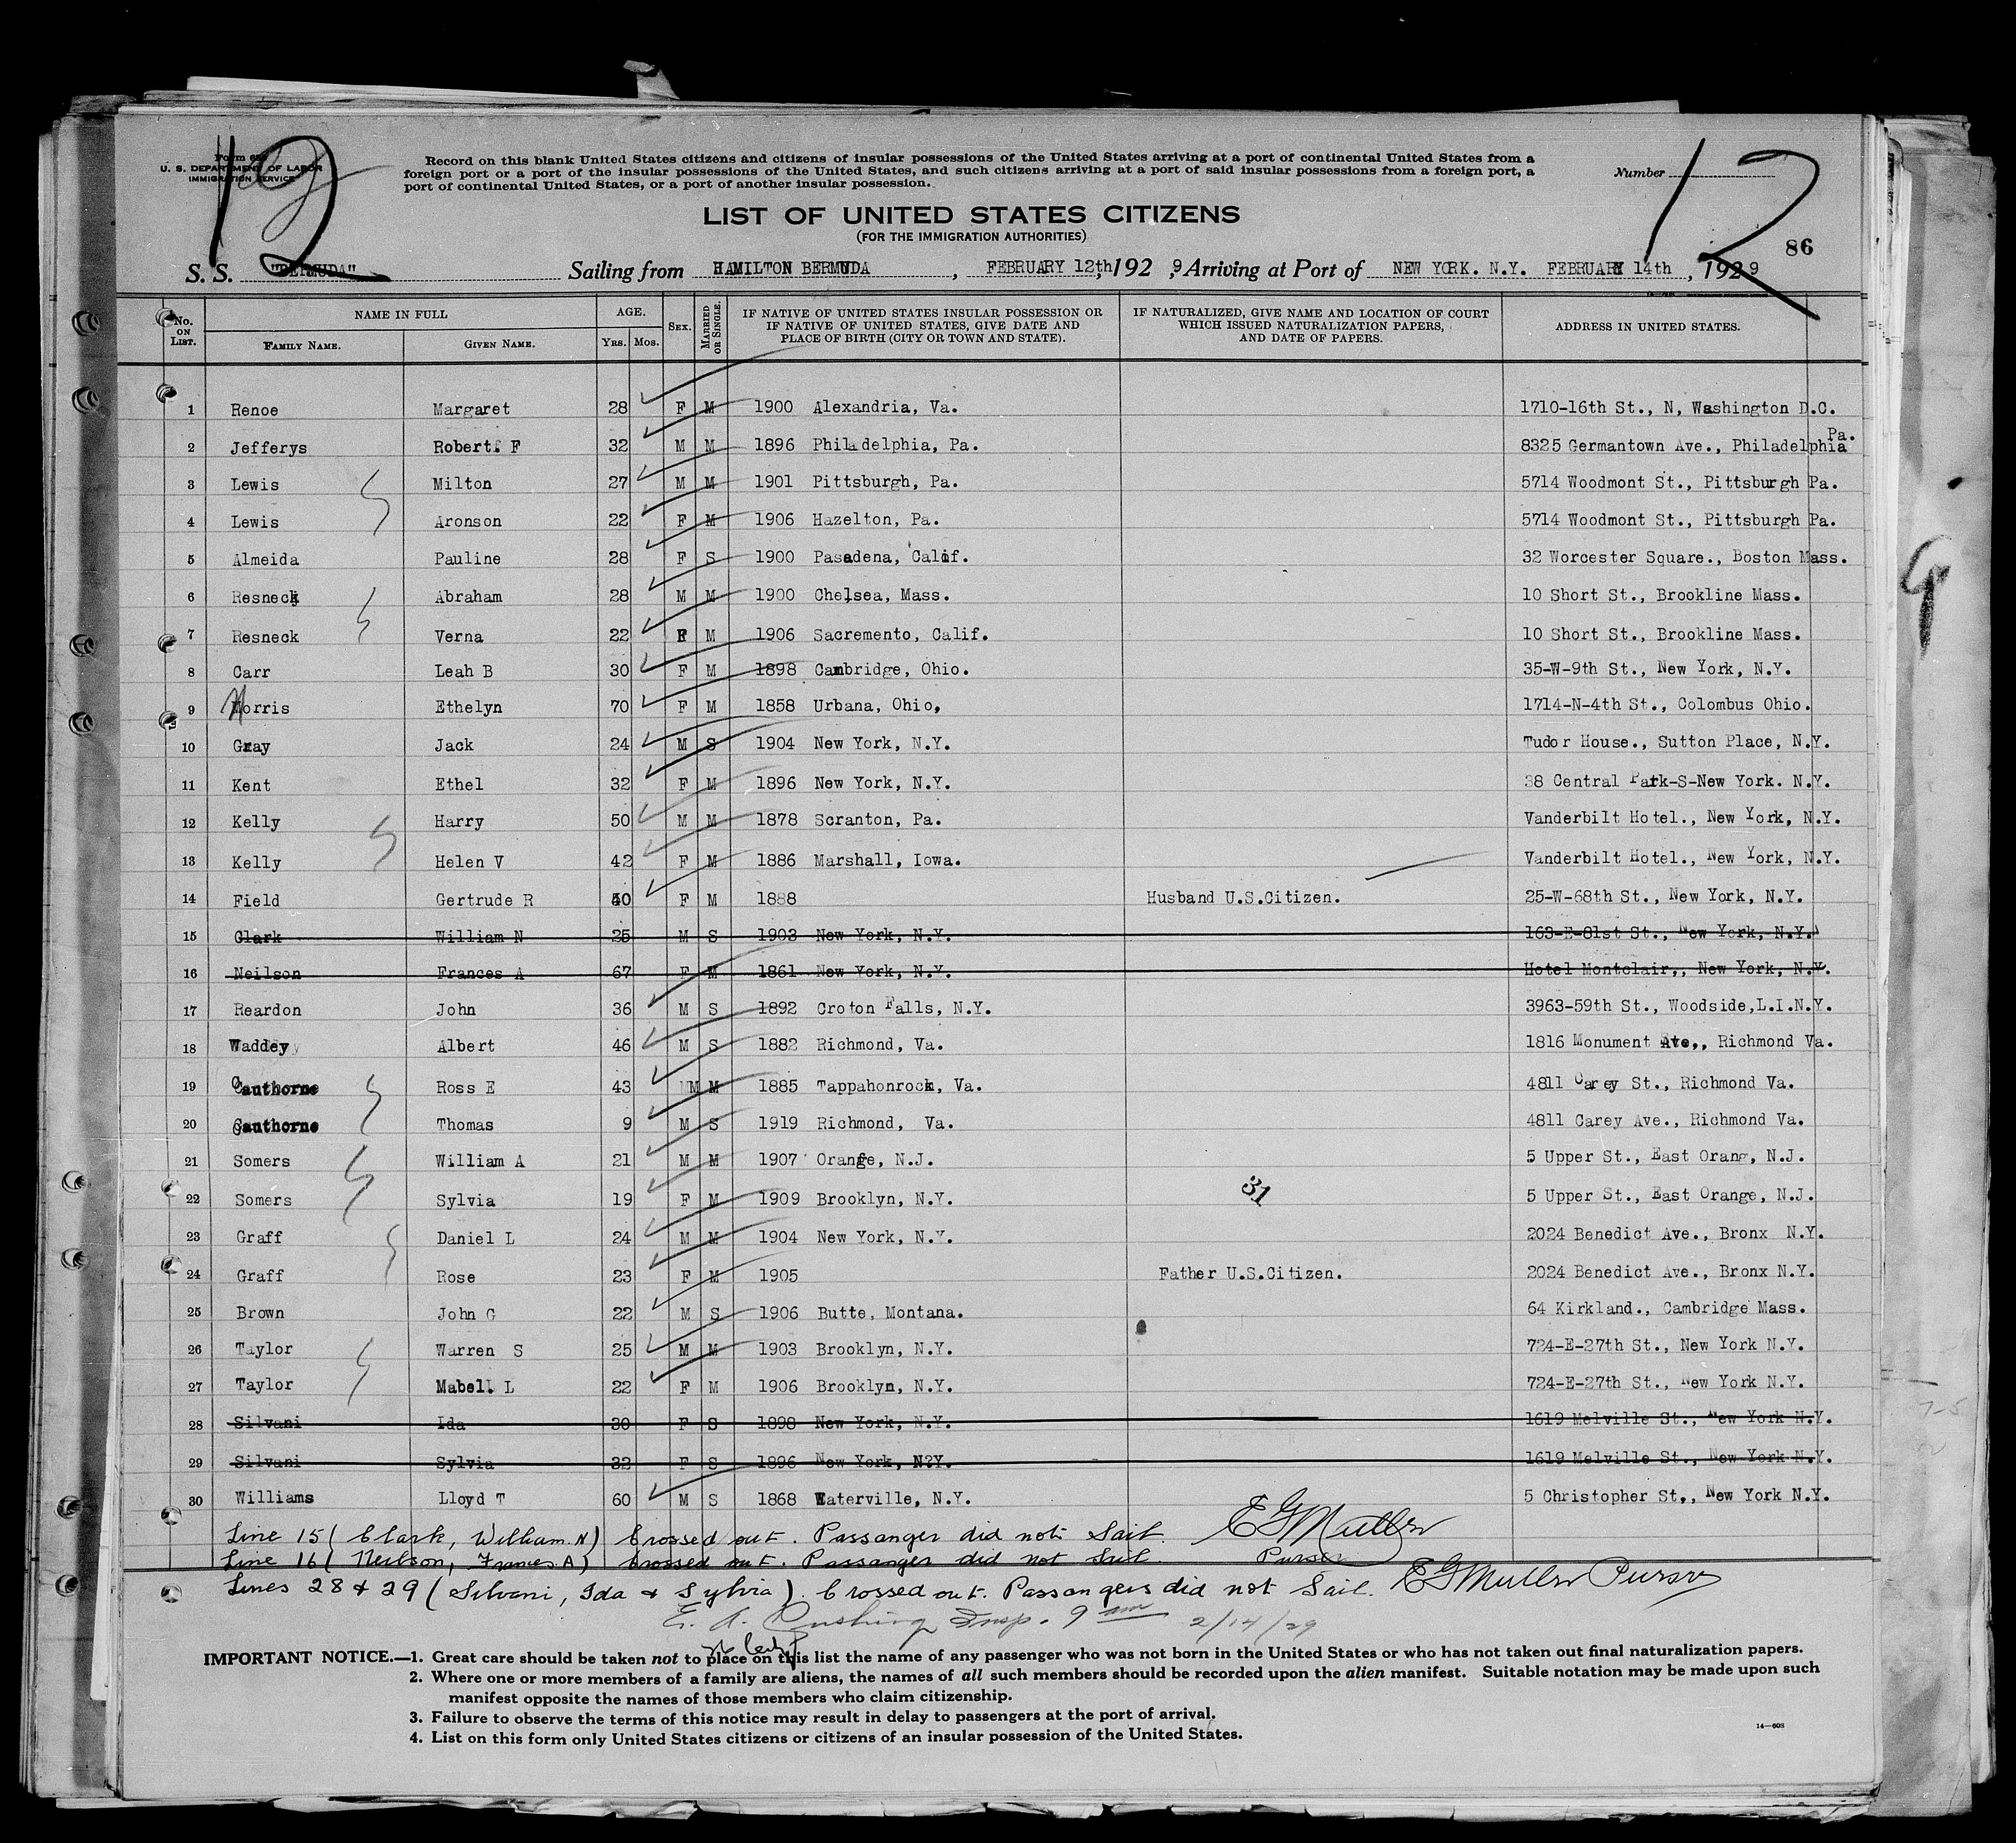 12
12
Form 630
U. S. DEPARTMENT OF LABOR
IMMIGRATION SERVICE
Record on this blank United States citizens and citizens of insular possessions of the United States arriving at a port of continental United States from a
foreign port or a port of the insular possessions of the United States, and such citizens arriving at a port of said insular possessions from a foreign port, a
port of continental United States, or a port of another insular possession.
Number
LIST OF UNITED STATES CITIZENS
(FOR THE IMMIGRATION AUTHORITIES)
86
S. S. "BERMUDA" Sailing from HAMILTON BERMUDA, FEBRUARY 12th, 1929, Arriving at Port of NEW YORK. N.Y. FEBRUARY 14th, 1929
No. ON LIST. NAME IN FULL AGE. SEX. MARRIED OR SINGLE. IF NATIVE OF UNITED STATES INSULAR POSSESSION OR IF NATIVE OF UNITED STATES, GIVE DATE AND PLACE OF BIRTH (CITY OR TOWN AND STATE). IF NATURALIZED, GIVE NAME AND LOCATION OF COURT WHICH ISSUED NATURALIZATION PAPERS, AND DATE OF PAPERS. ADDRESS IN UNITED STATES.
FAMILY NAME. GIVEN NAME. YRS. MOS.
1 Renoe Margaret 28 F M 1900 Alexandria, Va. 1710-16th St., N, Washington D.C.
2 Jefferys Robert. F 32 M M 1896 Philadelphia, Pa. 8325 Germantown Ave., Philadelphia Pa.
3 Lewis Milton 27 M M 1901 Pittsburgh, Pa. 5714 Woodmont St., Pittsburgh Pa.
4 Lewis Aronson 22 F M 1906 Hazelton, Pa. 5714 Woodmont St., Pittsburgh Pa.
5 Almeida Pauline 28 F S 1900 Pasadena, Calif. 32 Worcester Square., Boston Mass.
6 Resneck Abraham 28 M M 1900 Chelsea, Mass. 10 Short St., Brookline Mass.
7 Resneck Verna 22 F M 1906 Sacremento, Calif. 10 Short St., Brookline Mass.
8 Carr Leah B 30 F M 1898 Cambridge, Ohio. 35-W-9th St., New York, N.Y.
9 Norris Ethelyn 70 F M 1858 Urbana, Ohio, 1714-N-4th St., Colombus Ohio.
10 Gray Jack 24 M S 1904 New York, N.Y. Tudor House., Sutton Place, N.Y.
11 Kent Ethel 32 F M 1896 New York, N.Y. 38 Central Park-S-New York. N.Y.
12 Kelly Harry 50 M M 1878 Scranton, Pa. Vanderbilt Hotel., New York, N.Y.
13 Kelly Helen V 42 F M 1886 Marshall, Iowa. Vanderbilt Hotel., New York, N.Y.
14 Field Gertrude R 40 F M 1888 Husband U.S.Citizen. 25-W-68th St., New York, N.Y.
15 Clark William N 25 M S 1903 New York, N.Y. 163-E-81st St., New York, N.Y.
16 Neilson Frances A 67 F M 1861 New York, N.Y. Hotel Montclair,, New York, N.Y.
17 Reardon John 36 M S 1892 Croton Falls, N.Y. 3963-59th St., Woodside,L.I.N.Y.
18 Waddey Albert 46 M S 1882 Richmond, Va. 1816 Monument Ave,, Richmond Va.
19 Cauthorne Ross E 43 M M 1885 Tappahonrock, Va. 4811 Carey St., Richmond Va.
20 Cauthorne Thomas 9 M S 1919 Richmond, Va. 4811 Carey Ave., Richmond Va.
21 Somers William A 21 M M 1907 Orange, N.J. 5 Upper St., East Orang, N.J.
22 Somers Sylvia 19 F M 1909 Brooklyn, N.Y. 31 5 Upper St., East Orange, N.J.
23 Graff Daniel L 24 M M 1904 New York, N.Y. 2024 Benedict Ave., Bronx N.Y.
24 Graff Rose 23 F M 1905 Father U.S.Citizen. 2024 Benedict Ave., Bronx N.Y.
25 Brown John G 22 M S 1906 Butte, Montana. 64 Kirkland., Cambridge Mass.
26 Taylor Warren S 25 M M 1903 Brooklyn, N.Y. 724-E-27th St., New York N.Y.
27 Taylor Mabell L 22 F M 1906 Brooklyn, N.Y. 724-E-27th St., New York N.Y.
28 Silvani Ida 30 F S 1898 New York, N.Y. 1619 Melville St., New York N.Y.
29 Silvani Sylvia 32 F S 1896 New York, N?Y. 1619 Melville St., New York N.Y.
30 Williams Lloyd T 60 M S 1868 Waterville, N.Y. 5 Christopher St,, New York N.Y.
Line 15 ( Clark, William. N) Crossed out. Passanger did not Sail. E G Muller
Line 16 ( Neilson, Frances. A) Crossed out. Passanger did not Sail. Purser
Lines 28 & 29 ( Silvani, Ida & Sylvia ). Crossed out. Passangers did not Sail. E G Muller Purser
E. A. Cushing Insp. 9 am 2/14/29
IMPORTANT NOTICE.—1. Great care should be taken not to place on this list the name of any passenger who was not born in the United States or who has not taken out final naturalization papers.
2. Where one or more members of a family are aliens, the names of all such members should be recorded upon the alien manifest. Suitable notation may be made upon such
manifest opposite the names of those members who claim citizenship.
3. Failure to observe the terms of this notice may result in delay to passengers at the port of arrival.
4. List on this form only United States citizens or citizens of an insular possession of the United States.
14—608